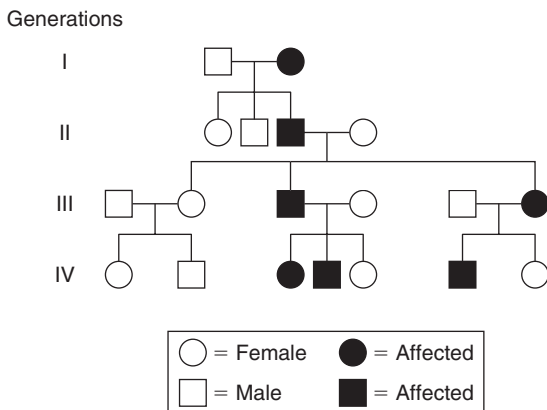 Generations
I
II
III
IV
= Female = Affected
= Male = Affected